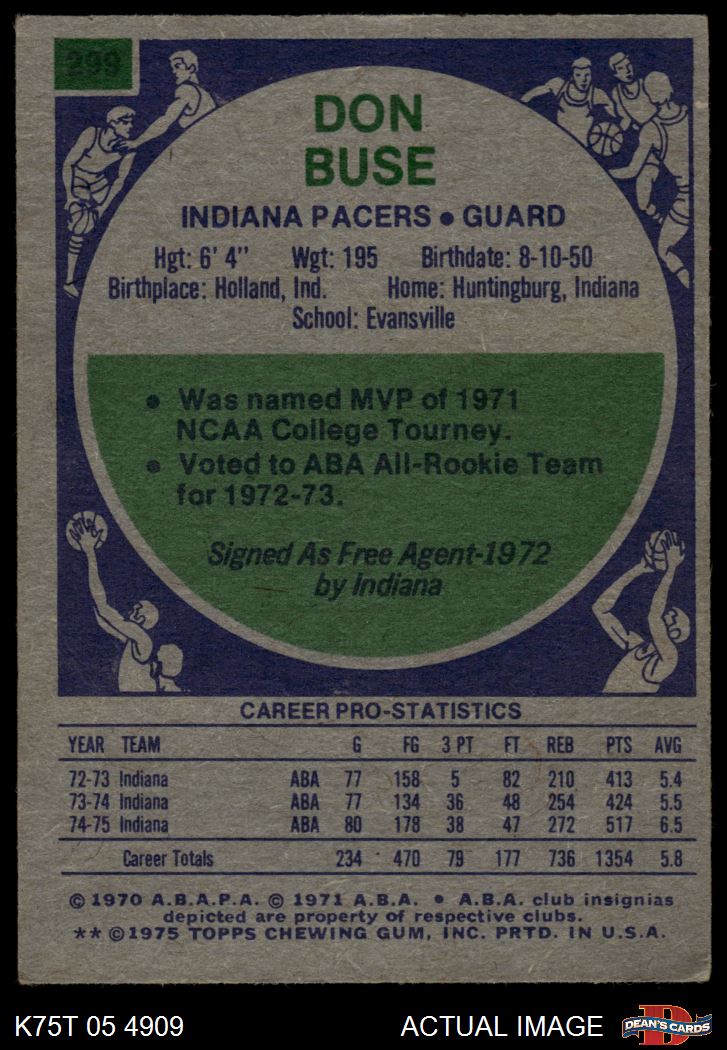 299
DON
BUSE
INDIANA PACERS ● GUARD
Hgt: 6' 4" Wgt: 195 Birthdate: 8-10-50
Birthplace: Holland, Ind. Home: Huntingburg, Indiana
School: Evansville
● Was named MVP of 1971
NCAA College Tourney.
● Voted to ABA All-Rookie Team
for 1972-73.
Signed As Free Agent-1972
by Indiana
CAREER PRO-STATISTICS
YEAR TEAM G FG 3 PT FT REB PTS AVG
72-73 Indiana ABA 77 158 5 82 210 413 5.4
73-74 Indiana ABA 77 134 36 48 254 424 5.5
74-75 Indiana ABA 80 178 38 47 272 517 6.5
Career Totals 234 470 79 177 736 1354 5.8
© 1970 A.B.A.P.A. © 1971 A.B.A. ● A.B.A. club insignias
depicted are property of respective clubs.
** © 1975 TOPPS CHEWING GUM, INC. PRTD. IN U.S.A.
K75T 05 4909 ACTUAL IMAGE
D
DEAN'S CARDS